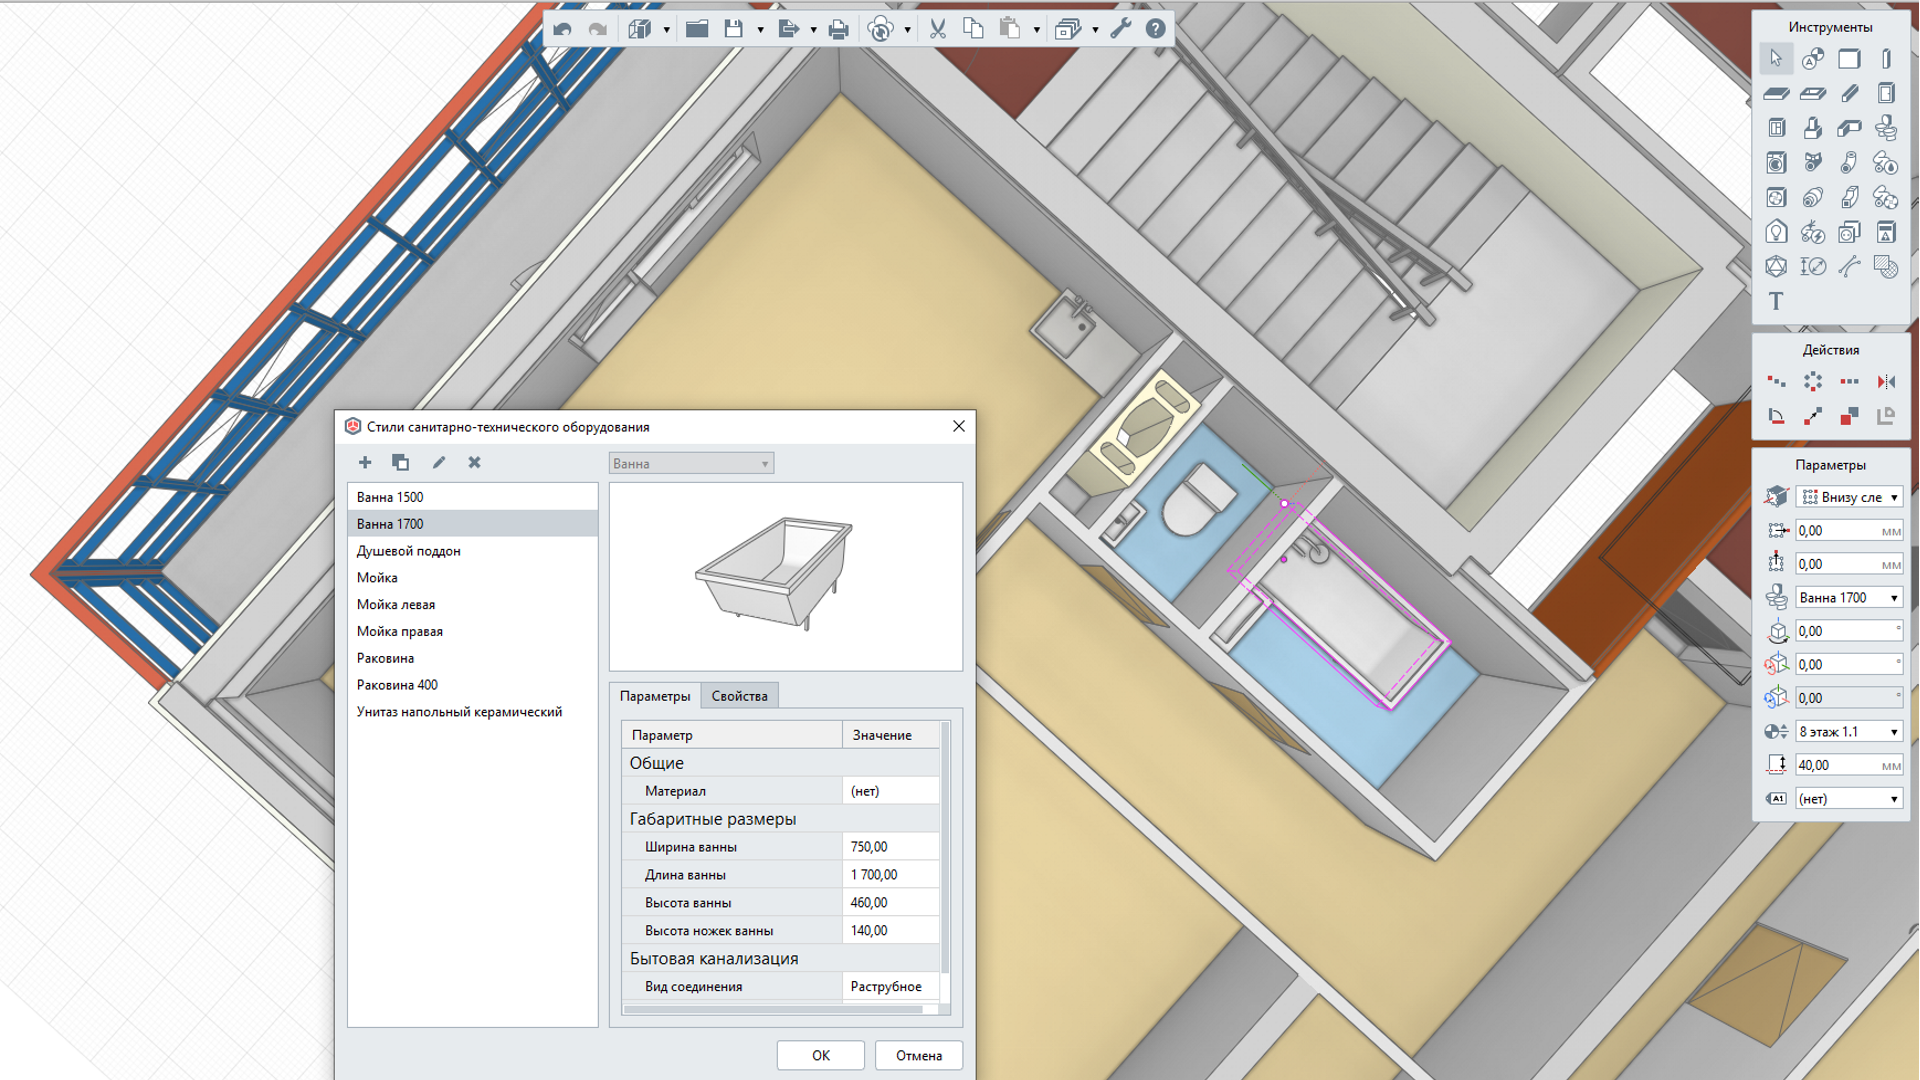 Инструменты
T
Действия
Параметры
Внизу сле
0,00 мм
0,00 мм
Ванна 1700
0,00 °
0,00 °
0,00 °
8 этаж 1.1
40,00 мм
A1 (нет)
Стили санитарно-технического оборудования
Ванна
Ванна 1500
Ванна 1700
Душевой поддон
Мойка
Мойка левая
Мойка правая
Раковина
Раковина 400
Унитаз напольный керамический
Параметры Свойства
Параметр Значение
Общие
Материал (нет)
Габаритные размеры
Ширина ванны 750,00
Длина ванны 1 700,00
Высота ванны 460,00
Высота ножек ванны 140,00
Бытовая канализация
Вид соединения Раструбное
OK Отмена